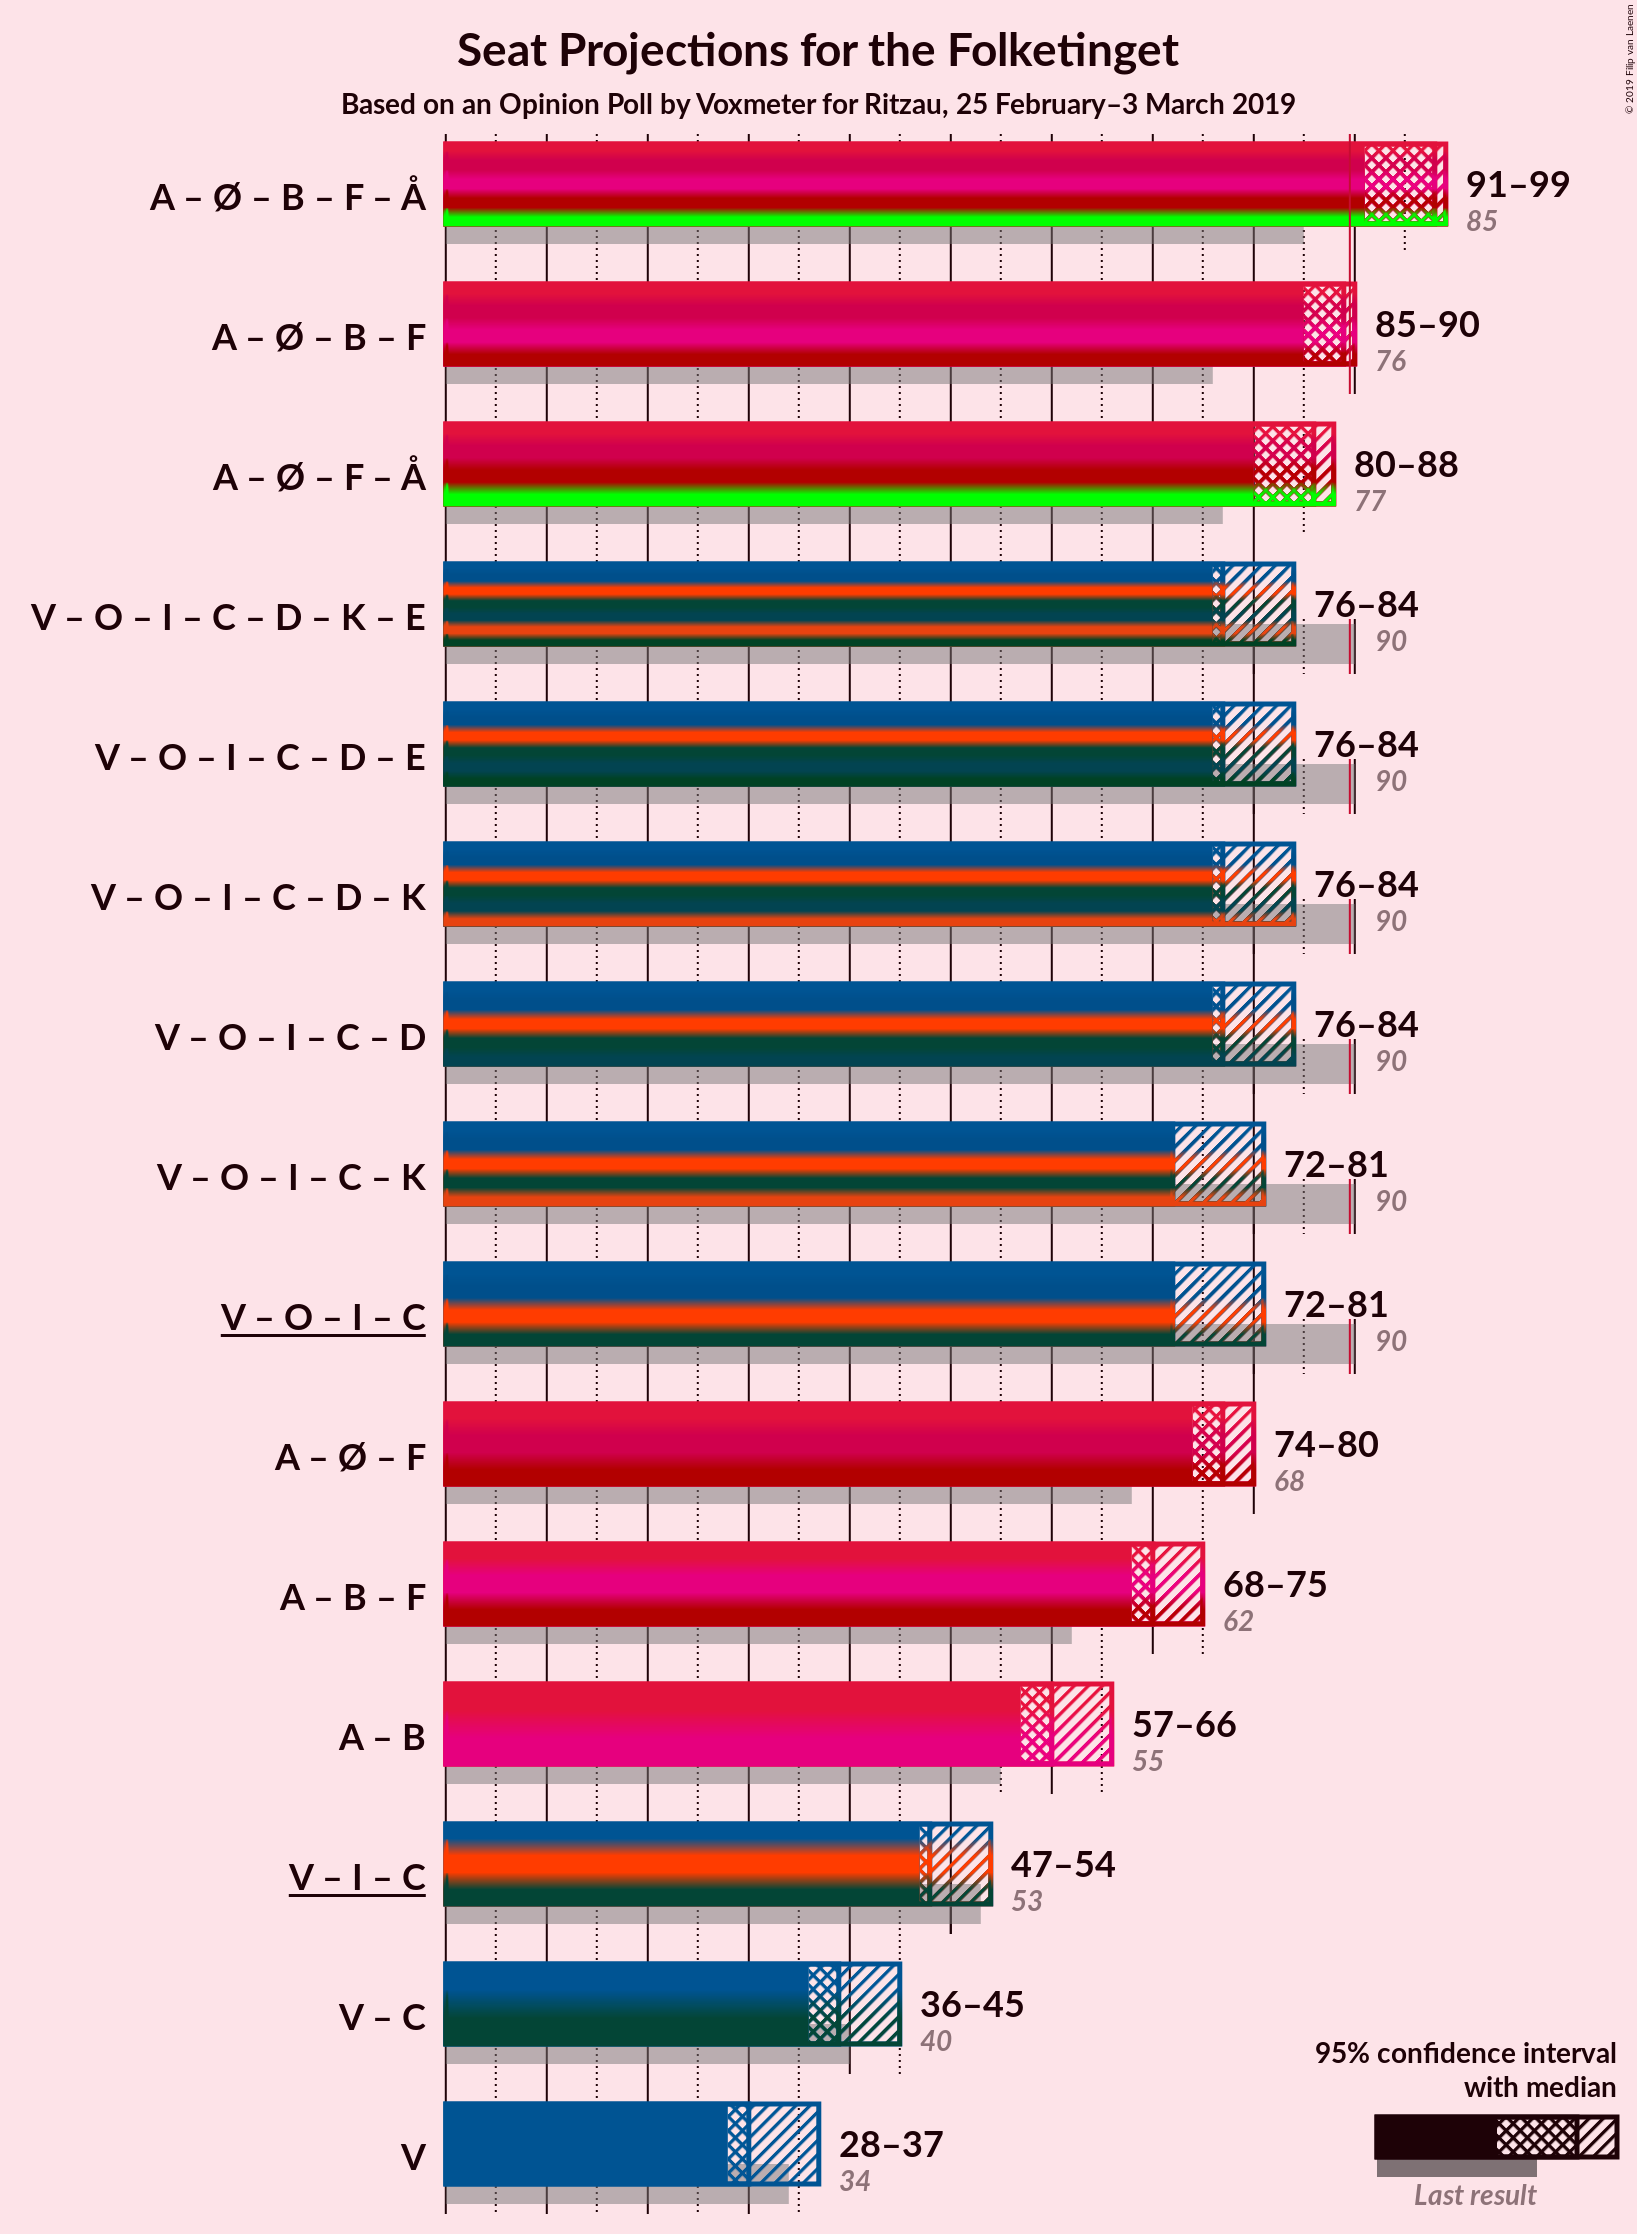 © 2019 Filip van Laenen
Seat Projections for the Folketinget
Based on an Opinion Poll by Voxmeter for Ritzau, 25 February–3 March 2019
A – Ø – B – F – Å
91–99
85
A – Ø – B – F
85–90
76
A – Ø – F – Å
80–88
77
V – O – I – C – D – K – E
76–84
90
V – O – I – C – D – E
76–84
90
V – O – I – C – D – K
76–84
90
V – O – I – C – D
76–84
90
V – O – I – C – K
72–81
90
V – O – I – C
72–81
90
A – Ø – F
74–80
68
A – B – F
68–75
62
A – B
57–66
55
V – I – C
47–54
53
V – C
36–45
40
V
28–37
34
95% confidence interval
with median
Last result